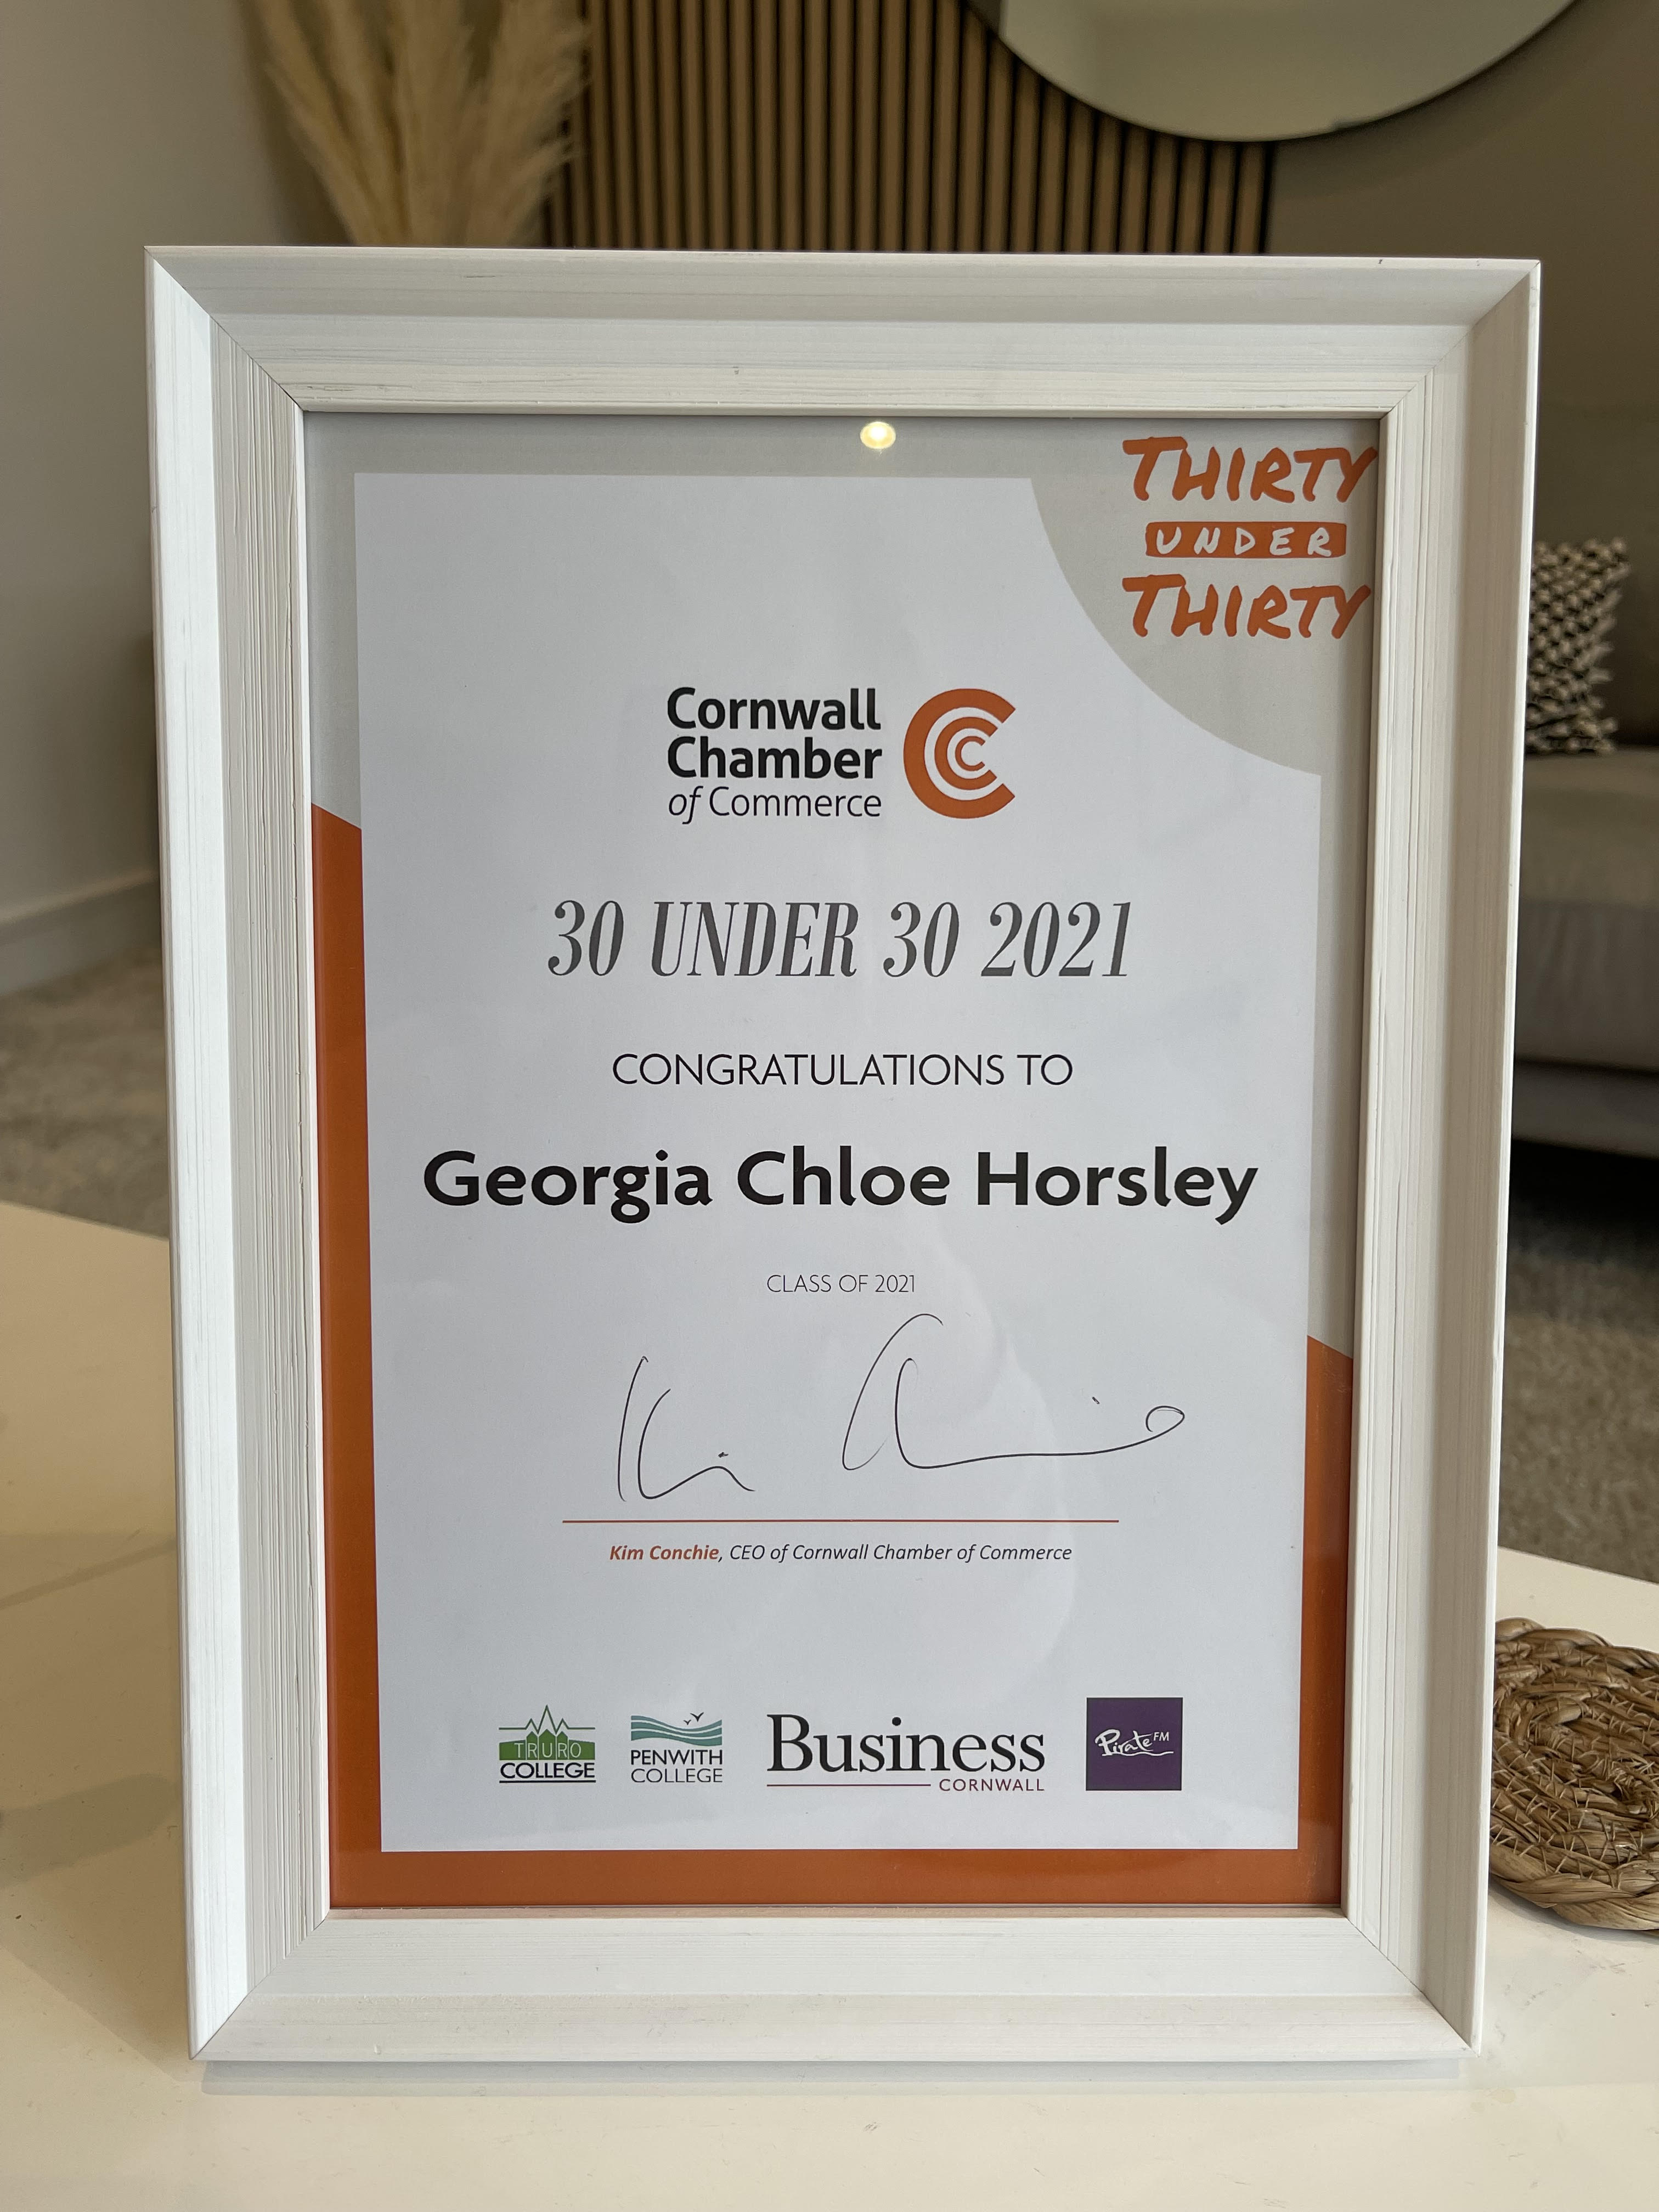 THIRTY
UNDER
THIRTY
Cornwall
Chamber
of Commerce
30 UNDER 30 2021
CONGRATULATIONS TO
Georgia Chloe Horsley
CLASS OF 2021
Kim Conchie, CEO of Cornwall Chamber of Commerce
TRURO
COLLEGE
PENWITH
COLLEGE
Business
CORNWALL
Pirate FM